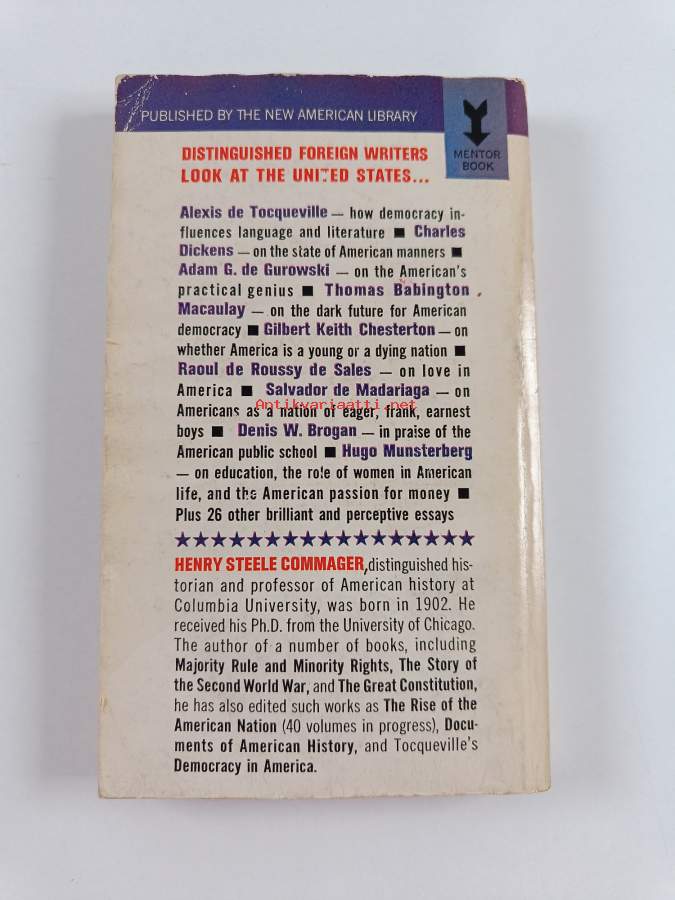 PUBLISHED BY THE NEW AMERICAN LIBRARY
MENTOR
BOOK
DISTINGUISHED FOREIGN WRITERS
LOOK AT THE UNITED STATES...
Alexis de Tocqueville — how democracy in-
fluences language and literature ■ Charles
Dickens — on the state of American manners ■
Adam G. de Gurowski — on the American's
practical genius ■ Thomas Babington
Macaulay — on the dark future for American
democracy ■ Gilbert Keith Chesterton — on
whether America is a young or a dying nation ■
Raoul de Roussy de Sales — on love in
America ■ Salvador de Madariaga — on
Antikvariaatti.net
Americans as a nation of eager, frank, earnest
boys ■ Denis W. Brogan — in praise of the
American public school ■ Hugo Munsterberg
— on education, the role of women in American
life, and the American passion for money ■
Plus 26 other brilliant and perceptive essays
★★★★★★★★★★★★★★★★★★
HENRY STEELE COMMAGER, distinguished his-
torian and professor of American history at
Columbia University, was born in 1902. He
received his Ph.D. from the University of Chicago.
The author of a number of books, including
Majority Rule and Minority Rights, The Story of
the Second World War, and The Great Constitution,
he has also edited such works as The Rise of the
American Nation (40 volumes in progress), Docu-
ments of American History, and Tocqueville's
Democracy in America.